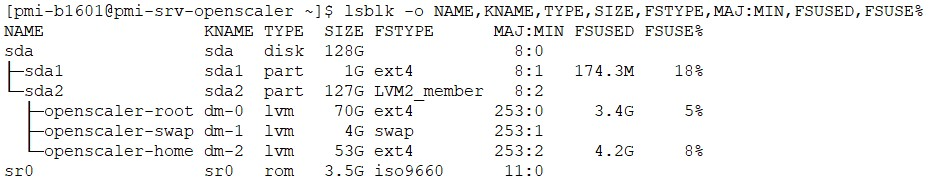 [pmi-b1601@pmi-srv-openscaler ~]$ lsblk -o NAME,KNAME,TYPE,SIZE,FSTYPE,MAJ:MIN,FSUSED,FSUSE%
NAME                KNAME TYPE  SIZE FSTYPE      MAJ:MIN FSUSED FSUSE%
sda                 sda   disk  128G               8:0
├─sda1              sda1  part    1G ext4          8:1   174.3M    18%
└─sda2              sda2  part  127G LVM2_member   8:2
  ├─openscaler-root dm-0  lvm    70G ext4        253:0     3.4G     5%
  ├─openscaler-swap dm-1  lvm     4G swap        253:1
  └─openscaler-home dm-2  lvm    53G ext4        253:2     4.2G     8%
sr0                 sr0   rom   3.5G iso9660      11:0